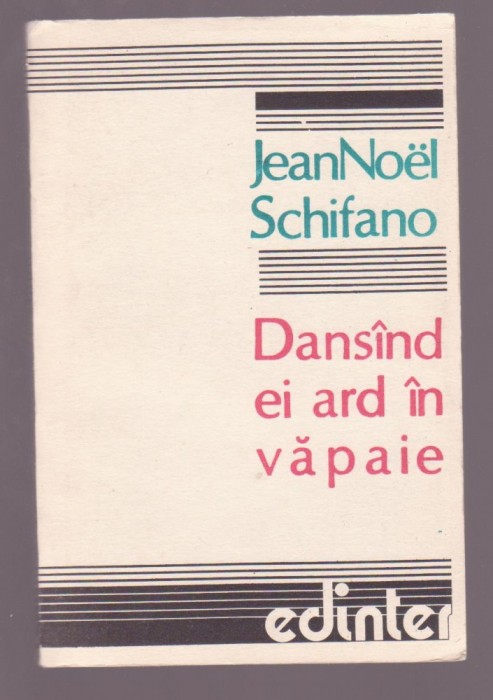 JeanNoël
Schifano
Dansînd
ei ard în
văpaie
edinter